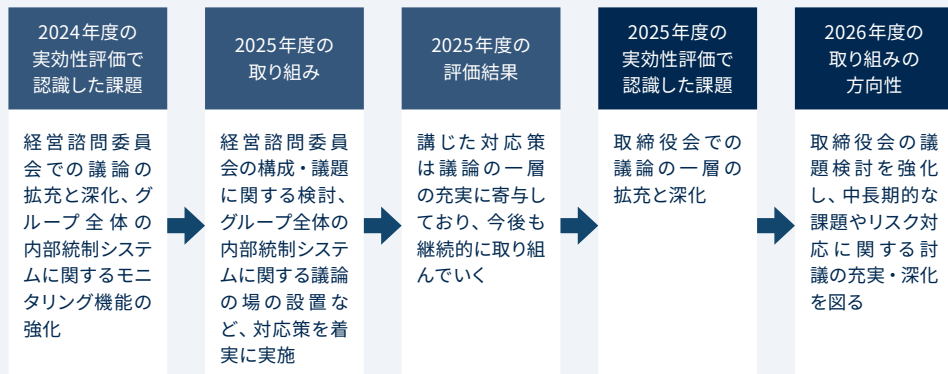 2024年度の
実効性評価で
認識した課題
経営諮問委員
会での議論の
拡充と深化、グ
ループ全体の
内部統制システ
ムに関するモニ
タリング機能の
強化
2025年度の
取り組み
経営諮問委員
会の構成・議題
に関する検討、
グループ全体の
内部統制システ
ムに関する議論
の場の設置な
ど、対応策を着
実に実施
2025年度の
評価結果
講じた対応策
は議論の一層
の充実に寄与し
ており、今後も
継続的に取り組
んでいく
2025年度の
実効性評価で
認識した課題
取締役会での
議論の一層の
拡充と深化
2026年度の
取り組みの
方向性
取締役会の議
題検討を強化
し、中長期的な
課題やリスク対
応に関する討
議の充実・深化
を図る